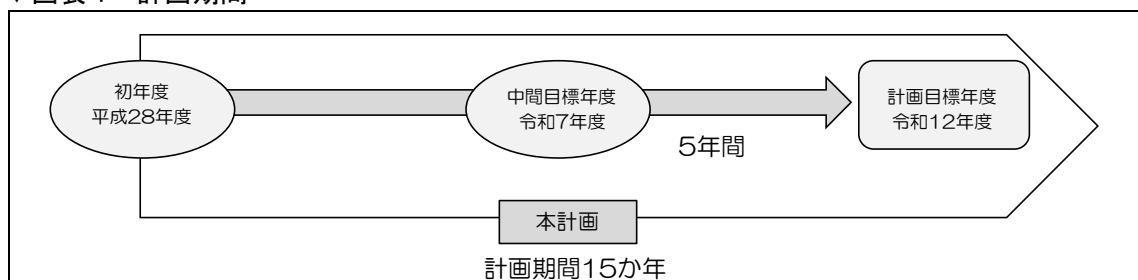 初年度
平成28年度
中間目標年度
令和7年度
計画目標年度
令和12年度
5年間
本計画
計画期間15か年